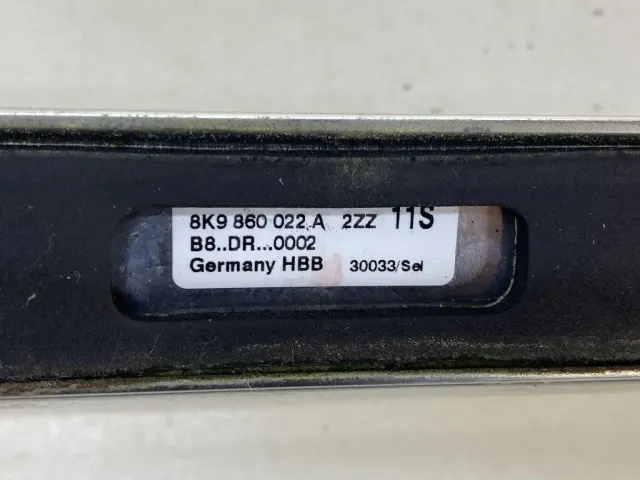 8K9 860 022 A 2ZZ 11S
B8..DR...0002
Germany HBB 30033/Sel